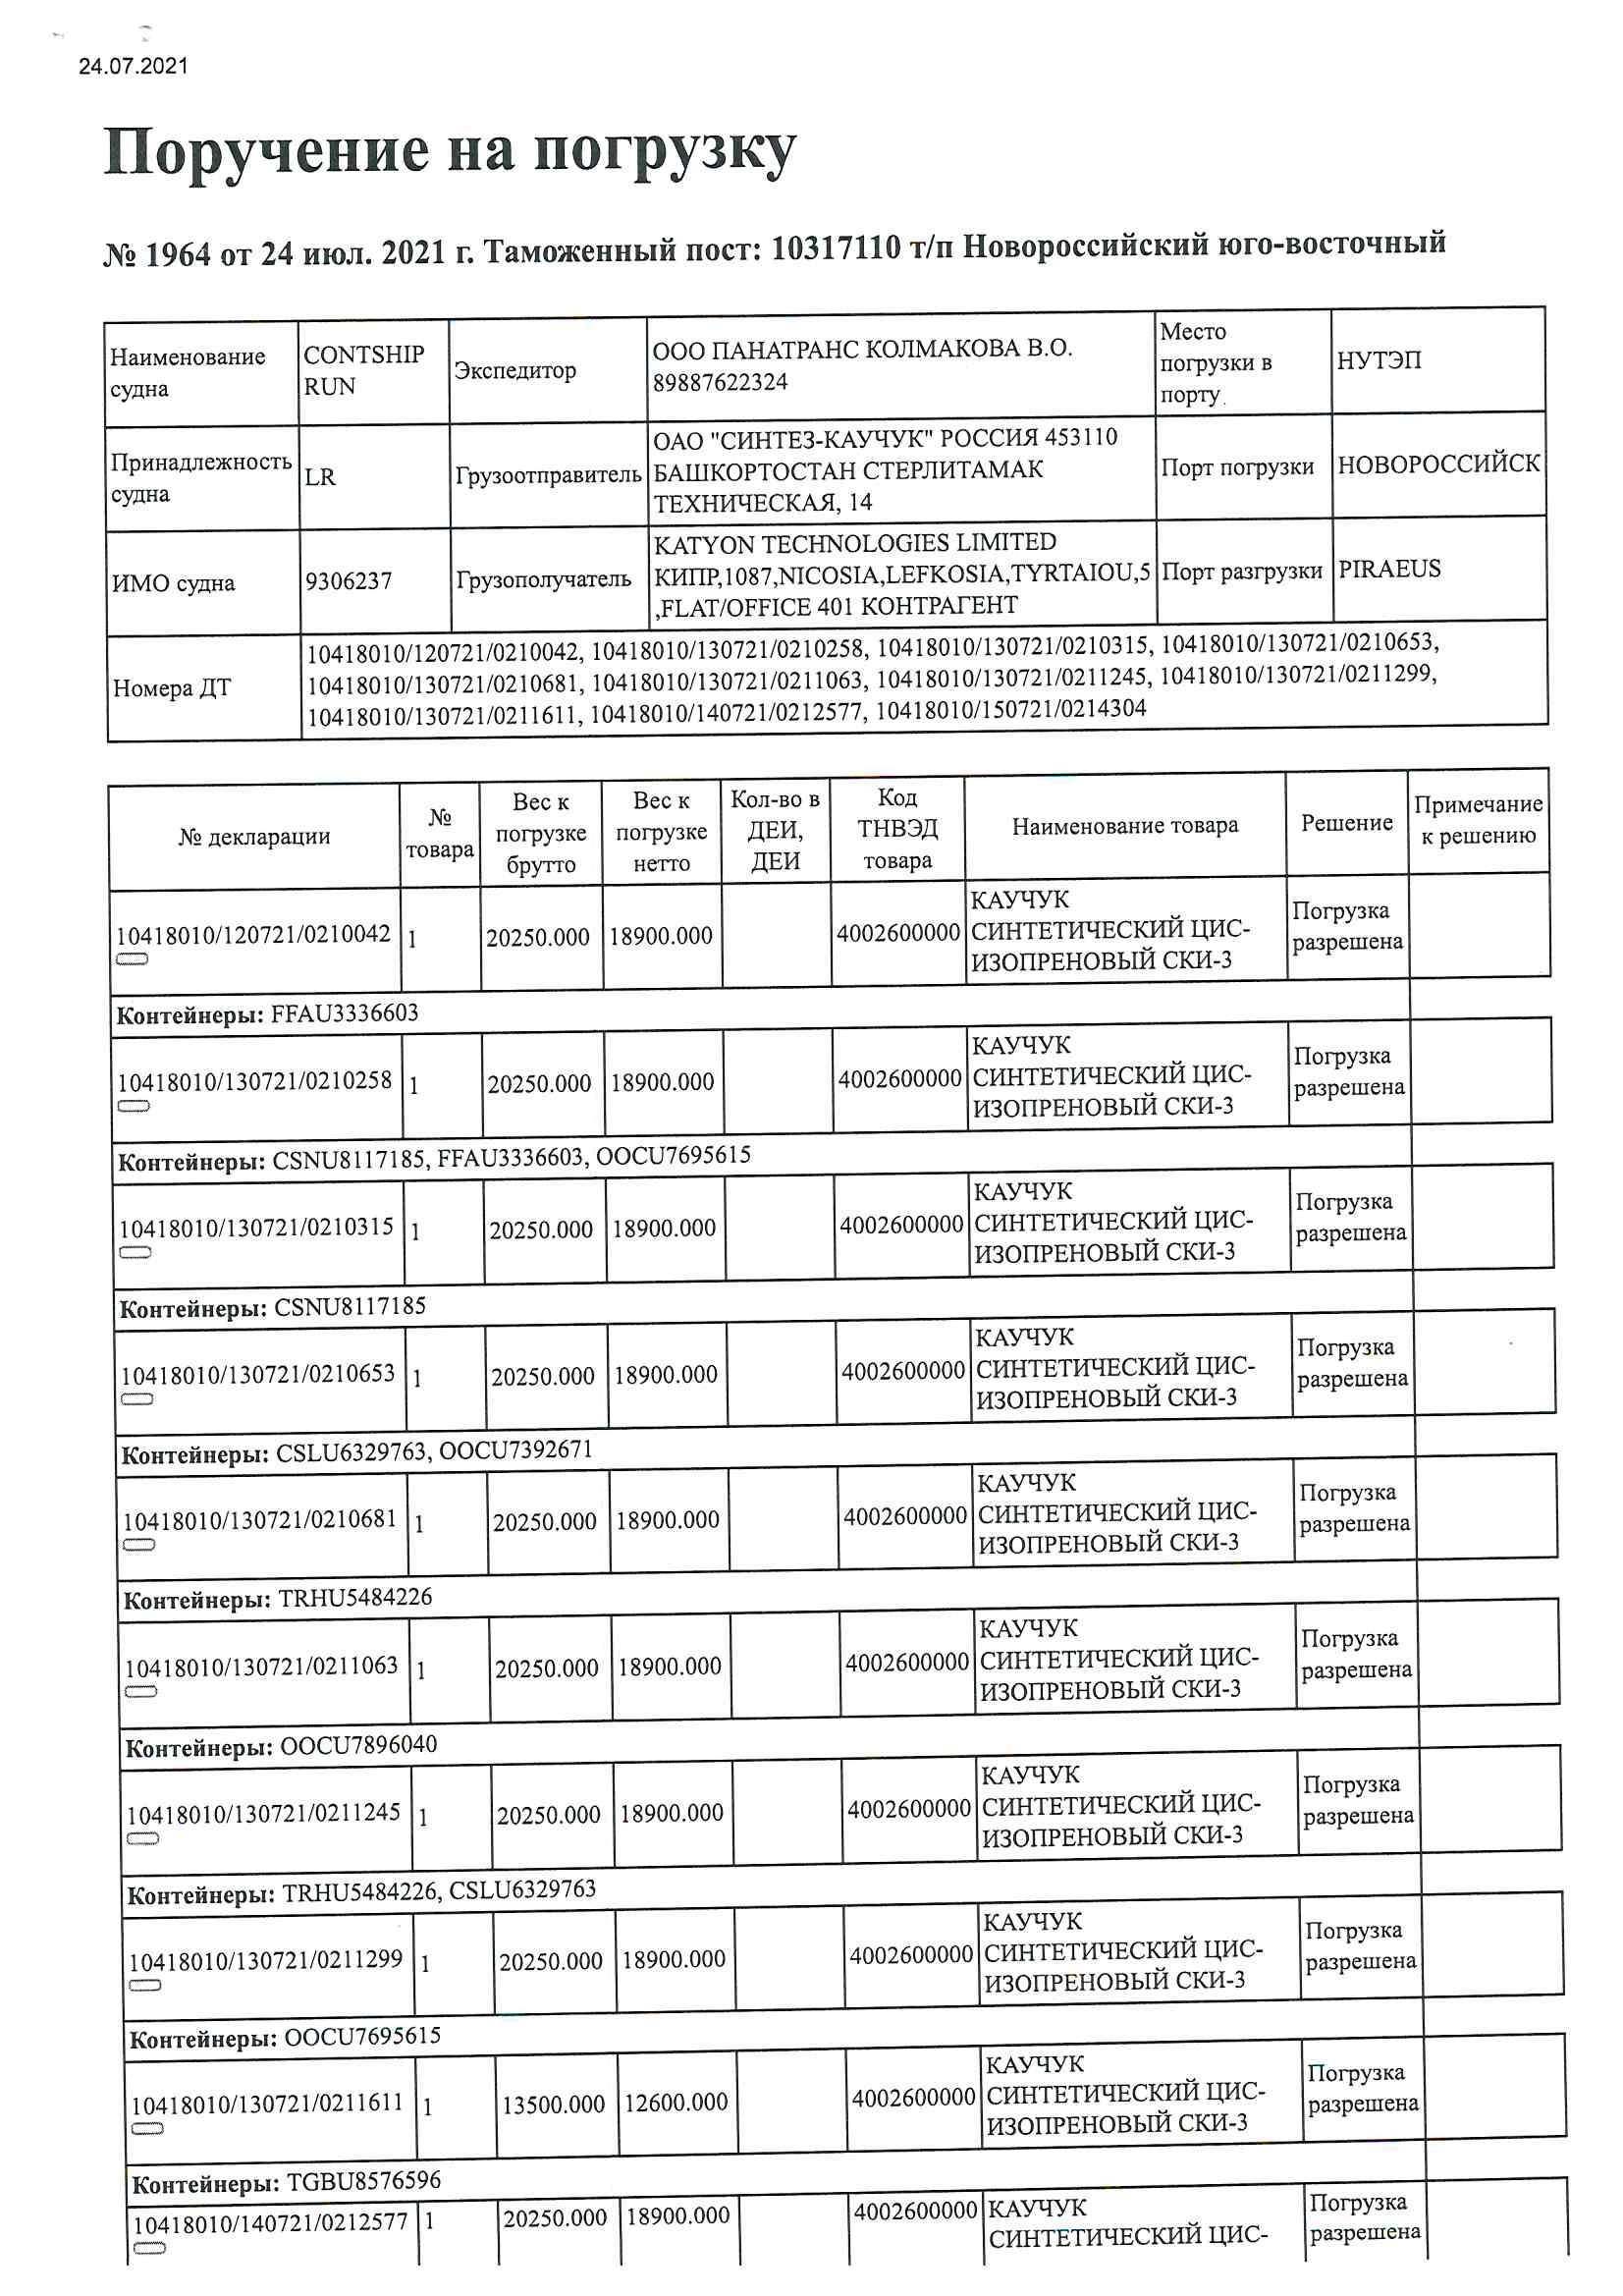 24.07.2021
Поручение на погрузку
№ 1964 от 24 июл. 2021 г. Таможенный пост: 10317110 т/п Новороссийский юго-восточный
Наименование судна CONTSHIP RUN Экспедитор ООО ПАНАТРАНС КОЛМАКОВА В.О. 89887622324 Место погрузки в порту НУТЭП
Принадлежность судна LR Грузоотправитель ОАО "СИНТЕЗ-КАУЧУК" РОССИЯ 453110 БАШКОРТОСТАН СТЕРЛИТАМАК ТЕХНИЧЕСКАЯ, 14 Порт погрузки НОВОРОССИЙСК
ИМО судна 9306237 Грузополучатель KATYON TECHNOLOGIES LIMITED КИПР,1087,NICOSIA,LEFKOSIA,TYRTAIOU,5 ,FLAT/OFFICE 401 КОНТРАГЕНТ Порт разгрузки PIRAEUS
Номера ДТ
10418010/120721/0210042, 10418010/130721/0210258, 10418010/130721/0210315, 10418010/130721/0210653,
10418010/130721/0210681, 10418010/130721/0211063, 10418010/130721/0211245, 10418010/130721/0211299,
10418010/130721/0211611, 10418010/140721/0212577, 10418010/150721/0214304
№ декларации № товара Вес к погрузке брутто Вес к погрузке нетто Кол-во в ДЕИ, ДЕИ Код ТНВЭД товара Наименование товара Решение Примечание к решению
10418010/120721/0210042 1 20250.000 18900.000 4002600000 КАУЧУК СИНТЕТИЧЕСКИЙ ЦИС-ИЗОПРЕНОВЫЙ СКИ-3 Погрузка разрешена
Контейнеры: FFAU3336603
10418010/130721/0210258 1 20250.000 18900.000 4002600000 КАУЧУК СИНТЕТИЧЕСКИЙ ЦИС-ИЗОПРЕНОВЫЙ СКИ-3 Погрузка разрешена
Контейнеры: CSNU8117185, FFAU3336603, OOCU7695615
10418010/130721/0210315 1 20250.000 18900.000 4002600000 КАУЧУК СИНТЕТИЧЕСКИЙ ЦИС-ИЗОПРЕНОВЫЙ СКИ-3 Погрузка разрешена
Контейнеры: CSNU8117185
10418010/130721/0210653 1 20250.000 18900.000 4002600000 КАУЧУК СИНТЕТИЧЕСКИЙ ЦИС-ИЗОПРЕНОВЫЙ СКИ-3 Погрузка разрешена
Контейнеры: CSLU6329763, OOCU7392671
10418010/130721/0210681 1 20250.000 18900.000 4002600000 КАУЧУК СИНТЕТИЧЕСКИЙ ЦИС-ИЗОПРЕНОВЫЙ СКИ-3 Погрузка разрешена
Контейнеры: TRHU5484226
10418010/130721/0211063 1 20250.000 18900.000 4002600000 КАУЧУК СИНТЕТИЧЕСКИЙ ЦИС-ИЗОПРЕНОВЫЙ СКИ-3 Погрузка разрешена
Контейнеры: OOCU7896040
10418010/130721/0211245 1 20250.000 18900.000 4002600000 КАУЧУК СИНТЕТИЧЕСКИЙ ЦИС-ИЗОПРЕНОВЫЙ СКИ-3 Погрузка разрешена
Контейнеры: TRHU5484226, CSLU6329763
10418010/130721/0211299 1 20250.000 18900.000 4002600000 КАУЧУК СИНТЕТИЧЕСКИЙ ЦИС-ИЗОПРЕНОВЫЙ СКИ-3 Погрузка разрешена
Контейнеры: OOCU7695615
10418010/130721/0211611 1 13500.000 12600.000 4002600000 КАУЧУК СИНТЕТИЧЕСКИЙ ЦИС-ИЗОПРЕНОВЫЙ СКИ-3 Погрузка разрешена
Контейнеры: TGBU8576596
10418010/140721/0212577 1 20250.000 18900.000 4002600000 КАУЧУК СИНТЕТИЧЕСКИЙ ЦИС- Погрузка разрешена